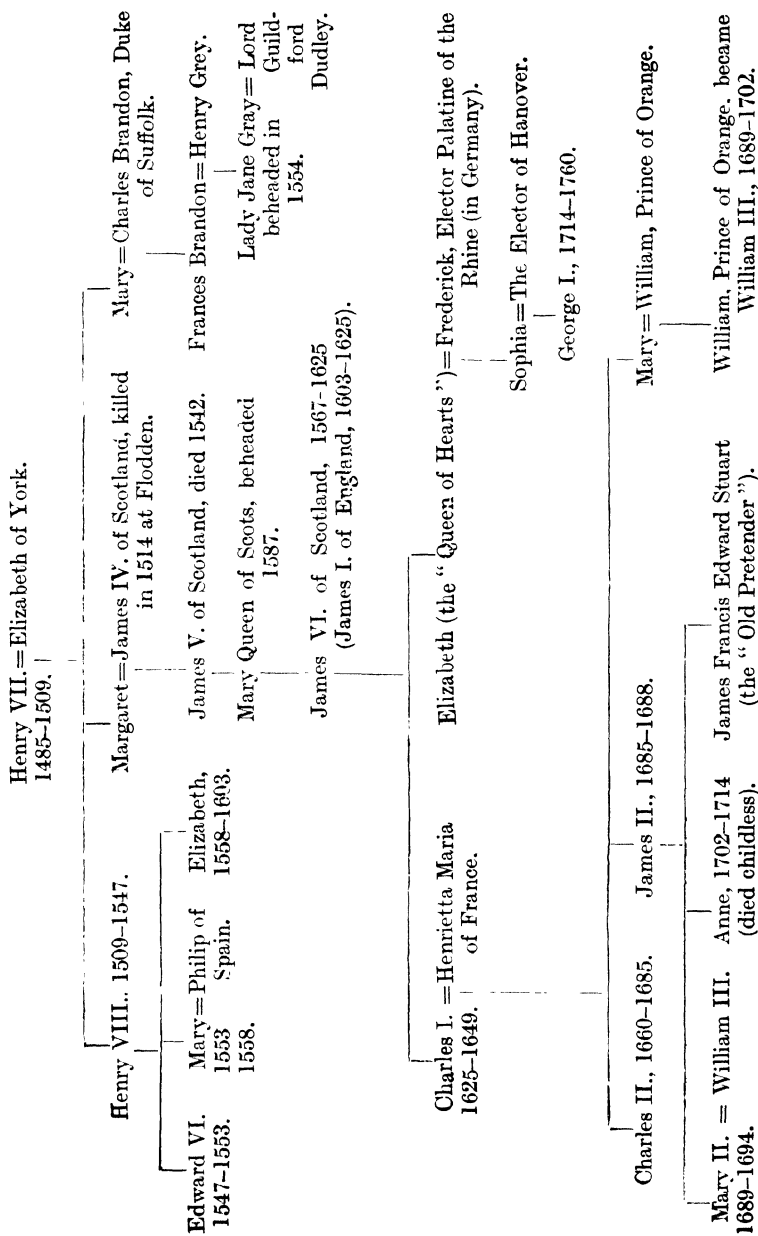 Henry VII.=Elizabeth of York.
1485–1509.
Henry VIII.. 1509–1547.
Margaret=James IV. of Scotland, killed
in 1514 at Flodden.
Mary=Charles Brandon, Duke
of Suffolk.
Edward VI.
1547–1553.
Mary=Philip of
1553 Spain.
1558.
Elizabeth,
1558–1603.
James V. of Scotland, died 1542.
Mary Queen of Scots, beheaded
1587.
James VI. of Scotland, 1567-1625
(James I. of England, 1603–1625).
Frances Brandon=Henry Grey.
Lady Jane Gray=Lord
beheaded in Guild-
1554. ford
Dudley.
Charles I. =Henrietta Maria
1625–1649. of France.
Elizabeth (the “ Queen of Hearts ”)=Frederick, Elector Palatine of the
Rhine (in Germany).
Sophia=The Elector of Hanover.
George I., 1714–1760.
Charles II., 1660–1685.
James II., 1685–1688.
Mary=William, Prince of Orange.
Mary II. = William III.
1689–1694.
Anne, 1702–1714
(died childless).
James Francis Edward Stuart
(the “ Old Pretender ”).
William, Prince of Orange. became
William III., 1689–1702.